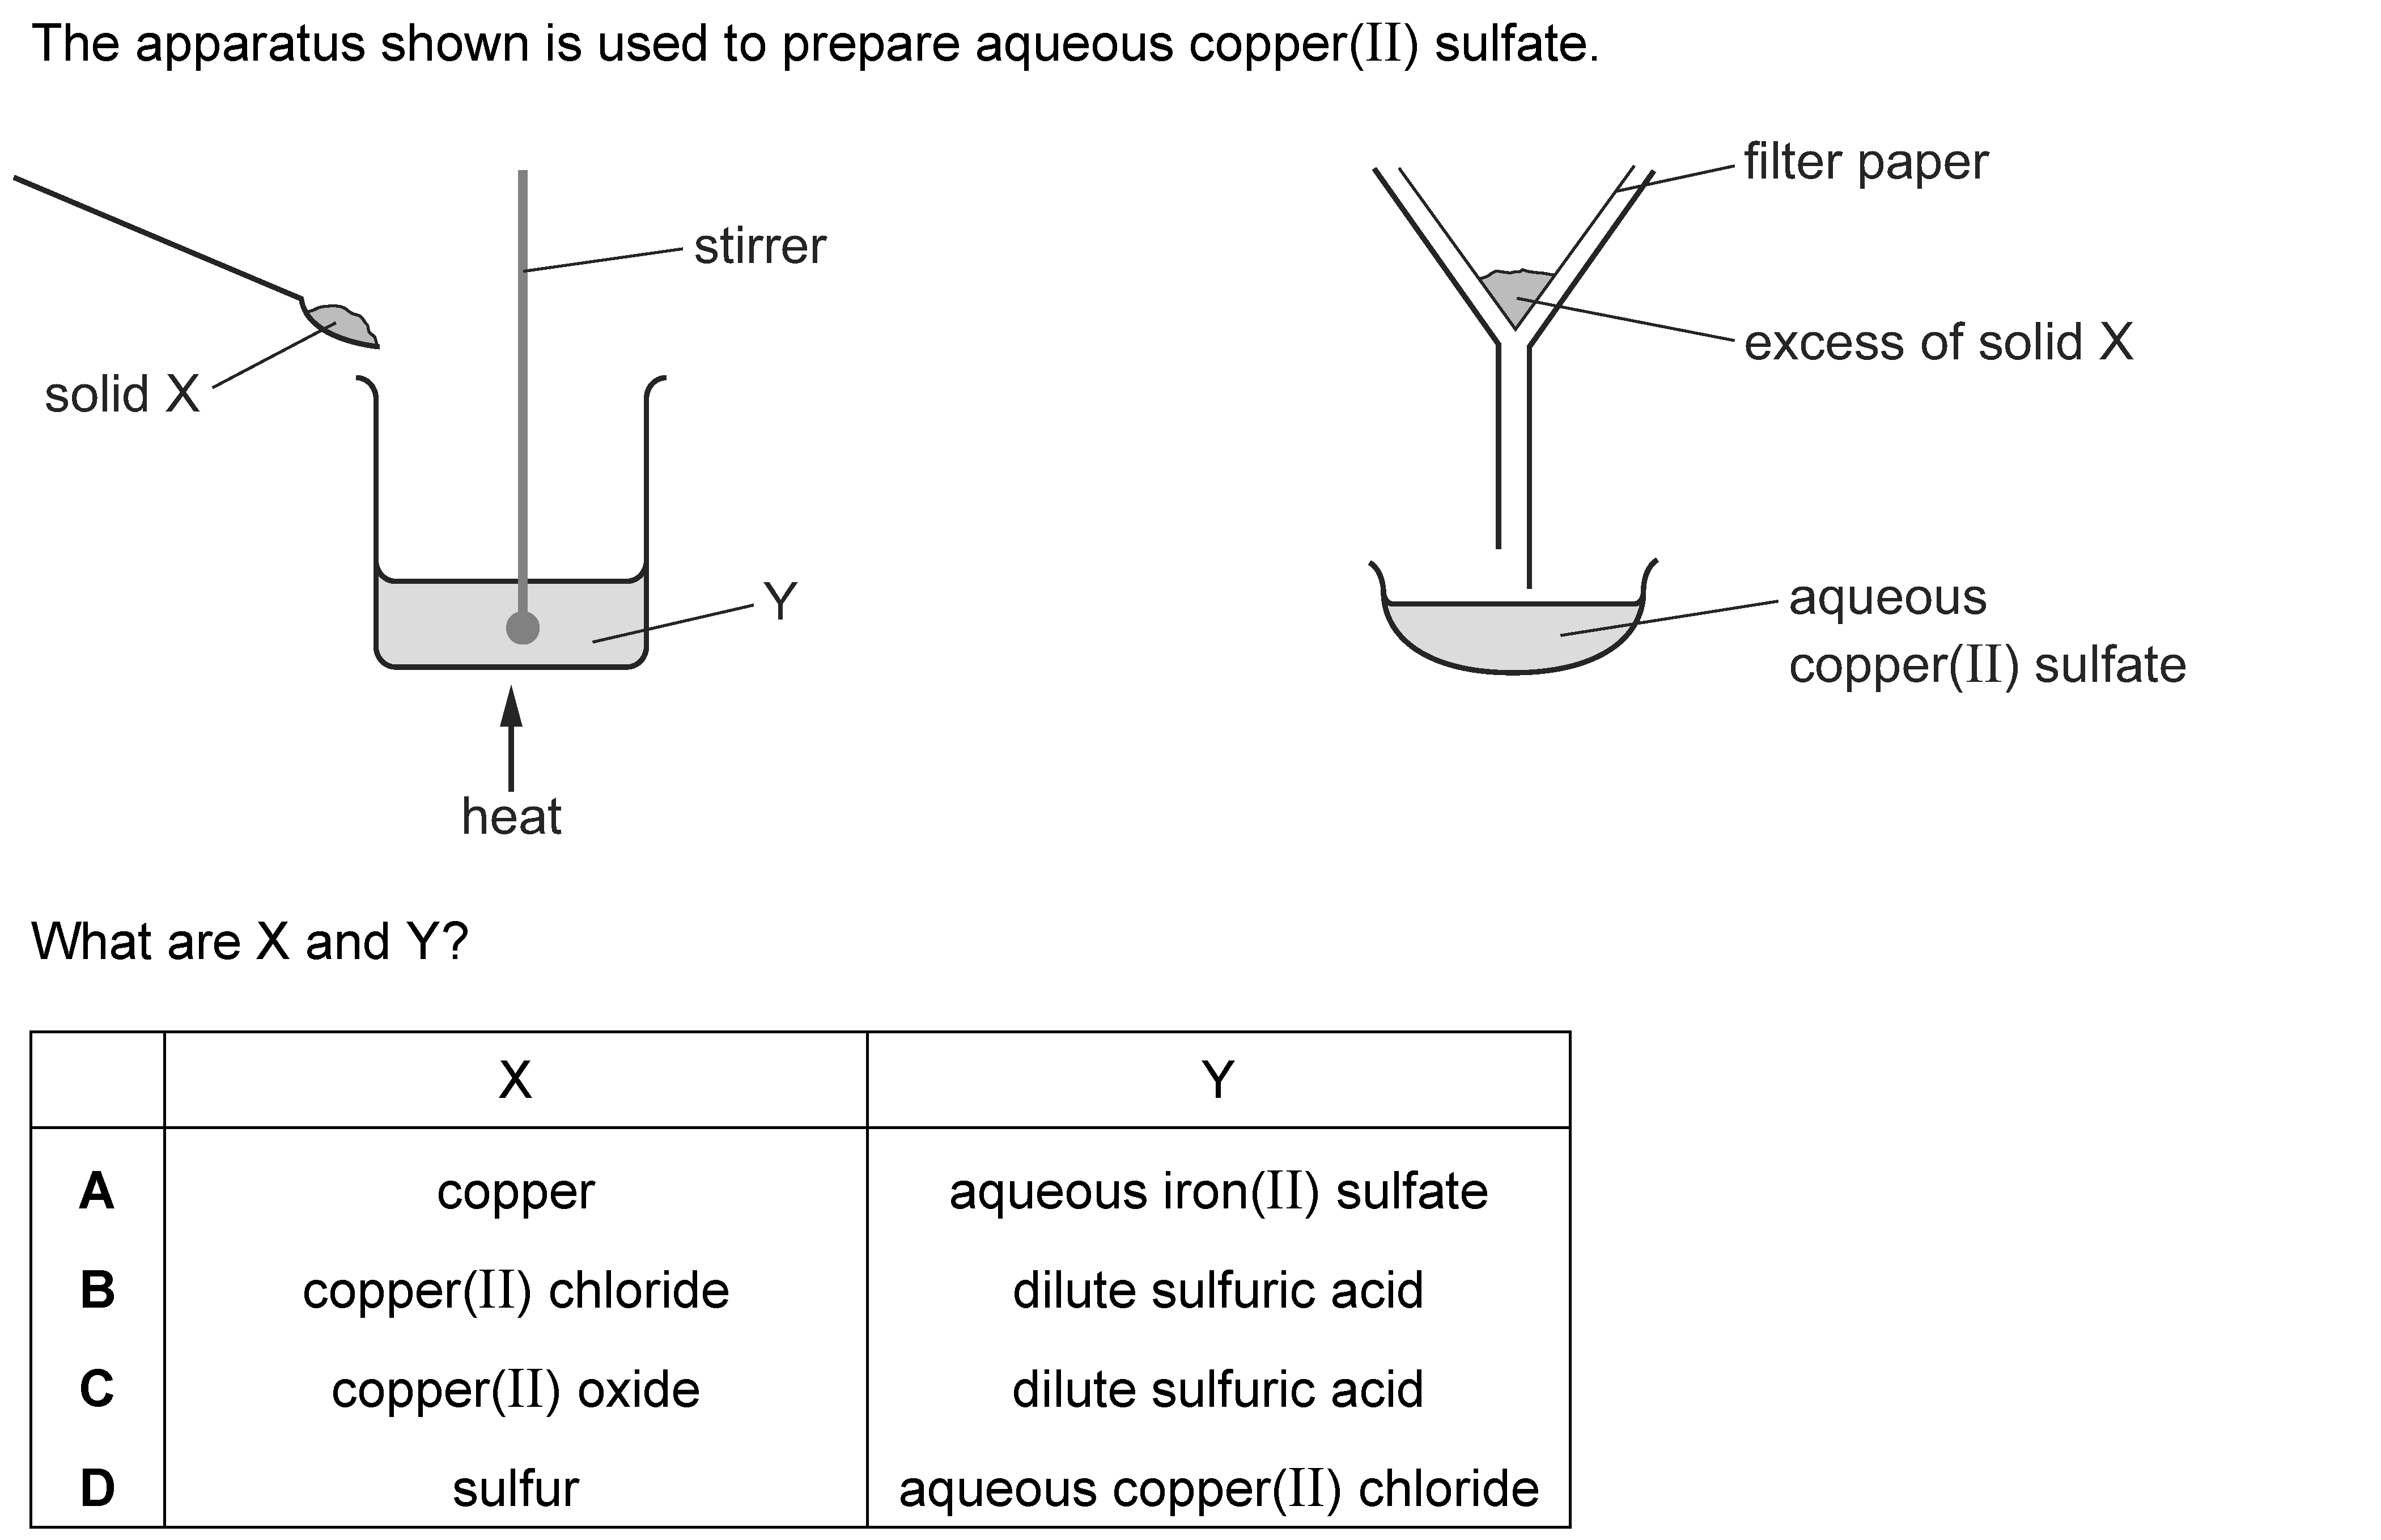 The apparatus shown is used to prepare aqueous copper(II) sulfate.
filter paper
stirrer
excess of solid X
solid X
Y
aqueous
copper(II) sulfate
heat
What are X and Y?
X Y
A copper aqueous iron(II) sulfate
B copper(II) chloride dilute sulfuric acid
C copper(II) oxide dilute sulfuric acid
D sulfur aqueous copper(II) chloride